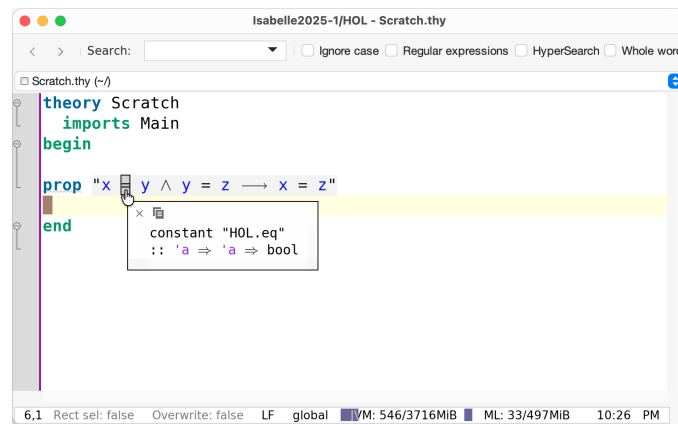 Isabelle2025-1/HOL - Scratch.thy
Search: Ignore case Regular expressions HyperSearch Whole word
Scratch.thy (~/)
theory Scratch
imports Main
begin
prop "x = y ∧ y = z ⟶ x = z"
constant "HOL.eq"
:: 'a ⇒ 'a ⇒ bool
end
6,1 Rect sel: false Overwrite: false LF global VM: 546/3716MiB ML: 33/497MiB 10:26 PM